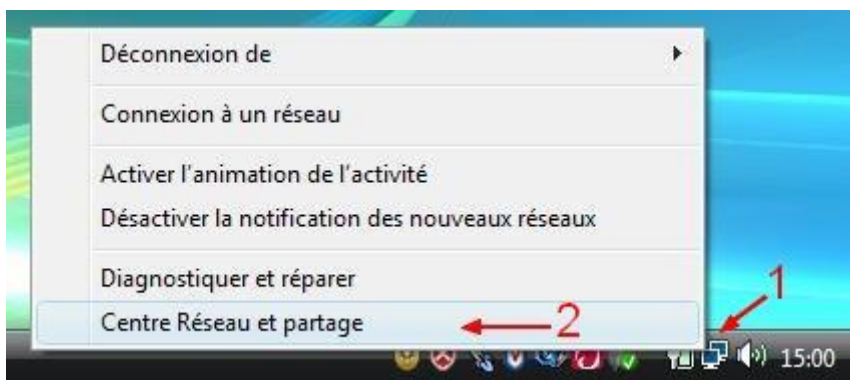 Déconnexion de
Connexion à un réseau
Activer l'animation de l'activité
Désactiver la notification des nouveaux réseaux
Diagnostiquer et réparer
1
Centre Réseau et partage 2
15:00